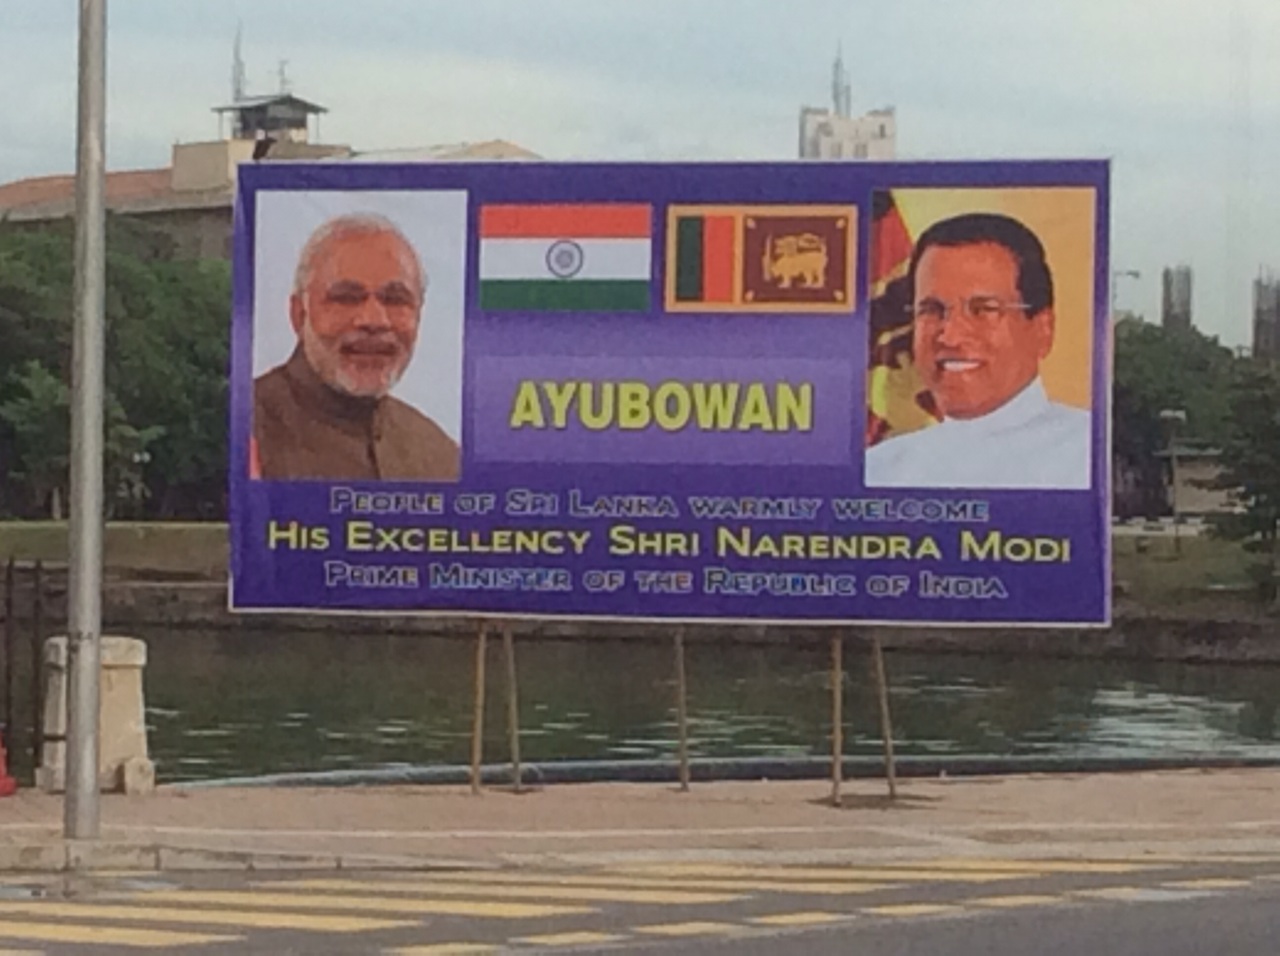 AYUBOWAN
PEOPLE OF SRI LANKA WARMLY WELCOME
HIS EXCELLENCY SHRI NARENDRA MODI
PRIME MINISTER OF THE REPUBLIC OF INDIA